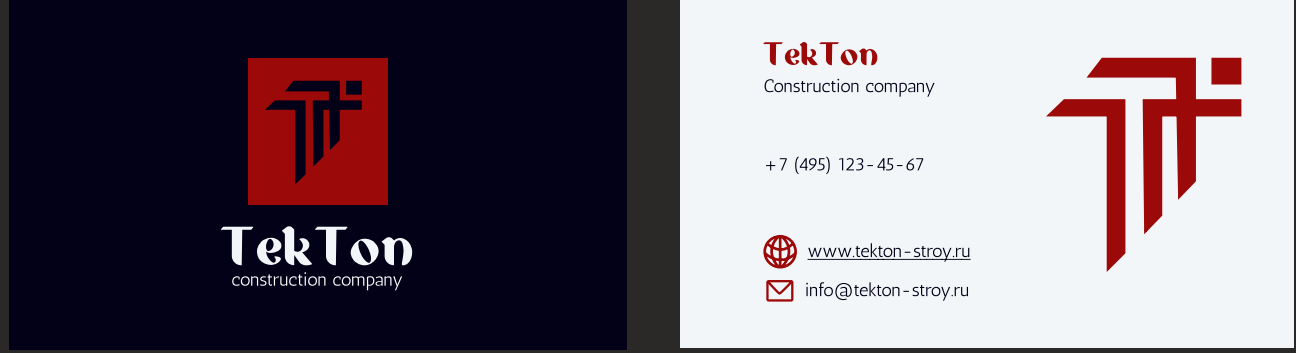 TekTon
construction company
TekTon
Construction company
+7 (495) 123-45-67
www.tekton-stroy.ru
info@tekton-stroy.ru